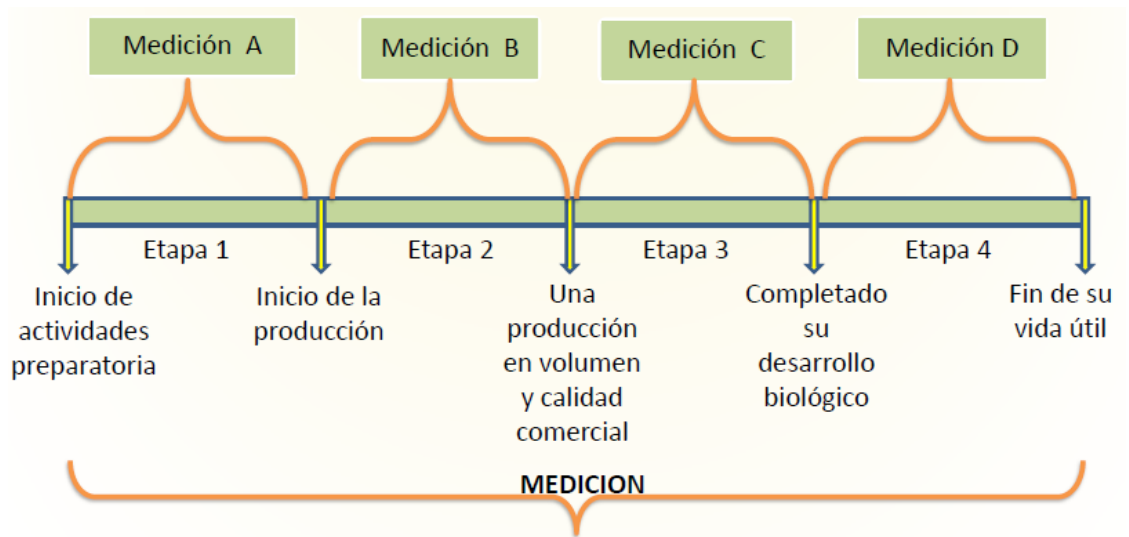 Medición  A
Medición  B
Medición  C
Medición D
Etapa 1
Etapa 2
Etapa 3
Etapa 4
Inicio de
actividades
preparatoria
Inicio de la
producción
Una
producción
en volumen
y calidad
comercial
Completado
su
desarrollo
biológico
Fin de su
vida útil
MEDICION